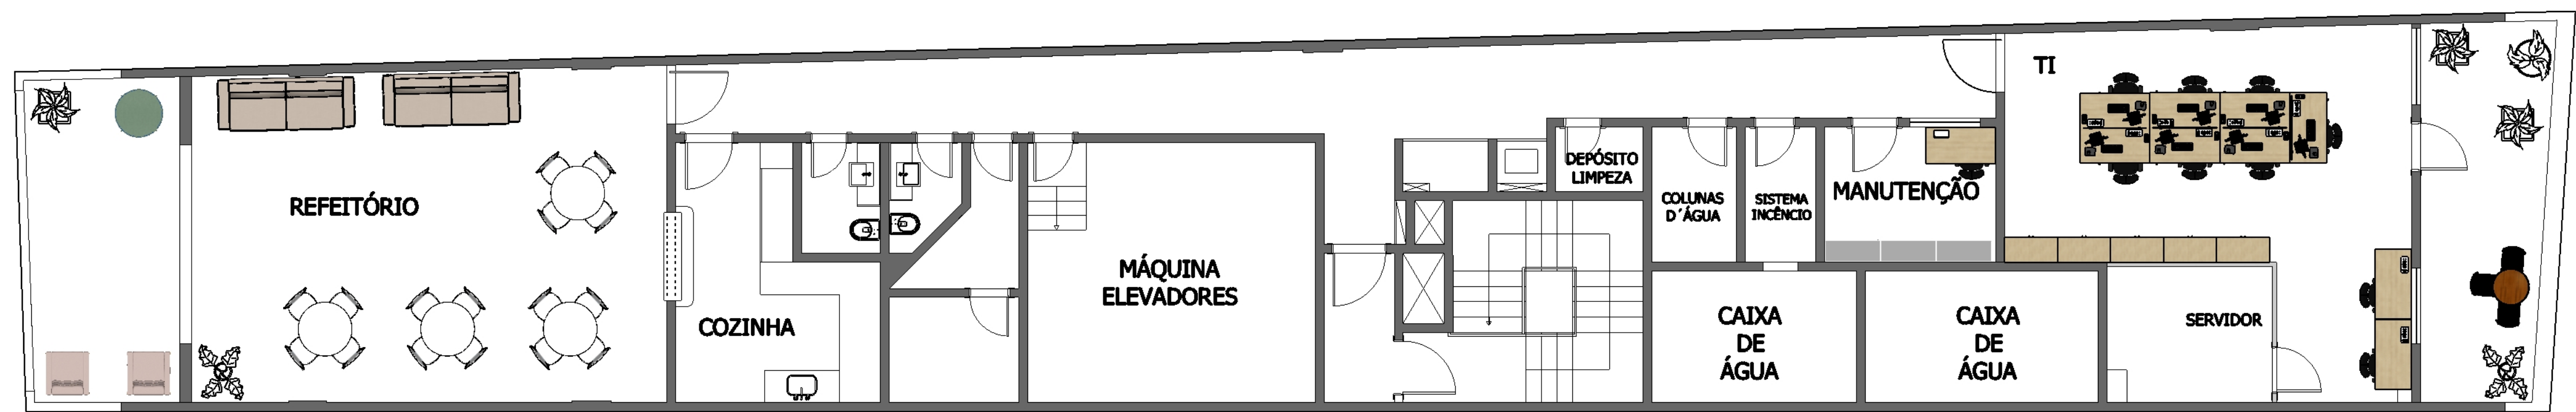 REFEITÓRIO
COZINHA
MÁQUINA
ELEVADORES
DEPÓSITO
LIMPEZA
COLUNAS
D´ÁGUA
SISTEMA
INCÊNCIO
MANUTENÇÃO
TI
CAIXA
DE
ÁGUA
CAIXA
DE
ÁGUA
SERVIDOR